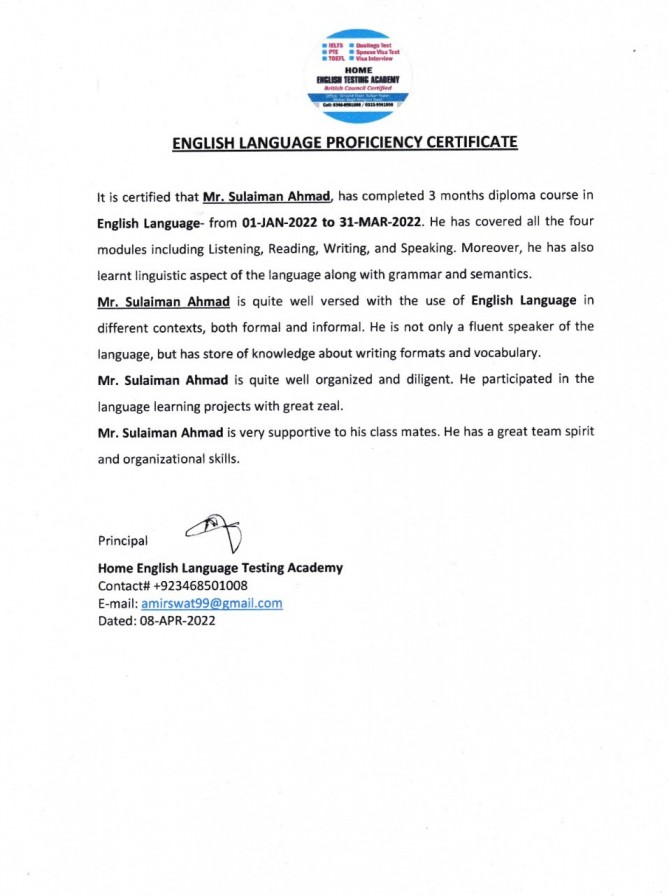 IELTS Duolingo Test
PTE Spouse Visa Test
TOEFL Visa Interview
HOME
ENGLISH TESTING ACADEMY
British Council Certified
Call: 0346-8501008 /
ENGLISH LANGUAGE PROFICIENCY CERTIFICATE
It is certified that Mr. Sulaiman Ahmad, has completed 3 months diploma course in
English Language- from 01-JAN-2022 to 31-MAR-2022. He has covered all the four
modules including Listening, Reading, Writing, and Speaking. Moreover, he has also
learnt linguistic aspect of the language along with grammar and semantics.
Mr. Sulaiman Ahmad is quite well versed with the use of English Language in
different contexts, both formal and informal. He is not only a fluent speaker of the
language, but has store of knowledge about writing formats and vocabulary.
Mr. Sulaiman Ahmad is quite well organized and diligent. He participated in the
language learning projects with great zeal.
Mr. Sulaiman Ahmad is very supportive to his class mates. He has a great team spirit
and organizational skills.
Principal
Home English Language Testing Academy
Contact# +923468501008
E-mail: amirswat99@gmail.com
Dated: 08-APR-2022